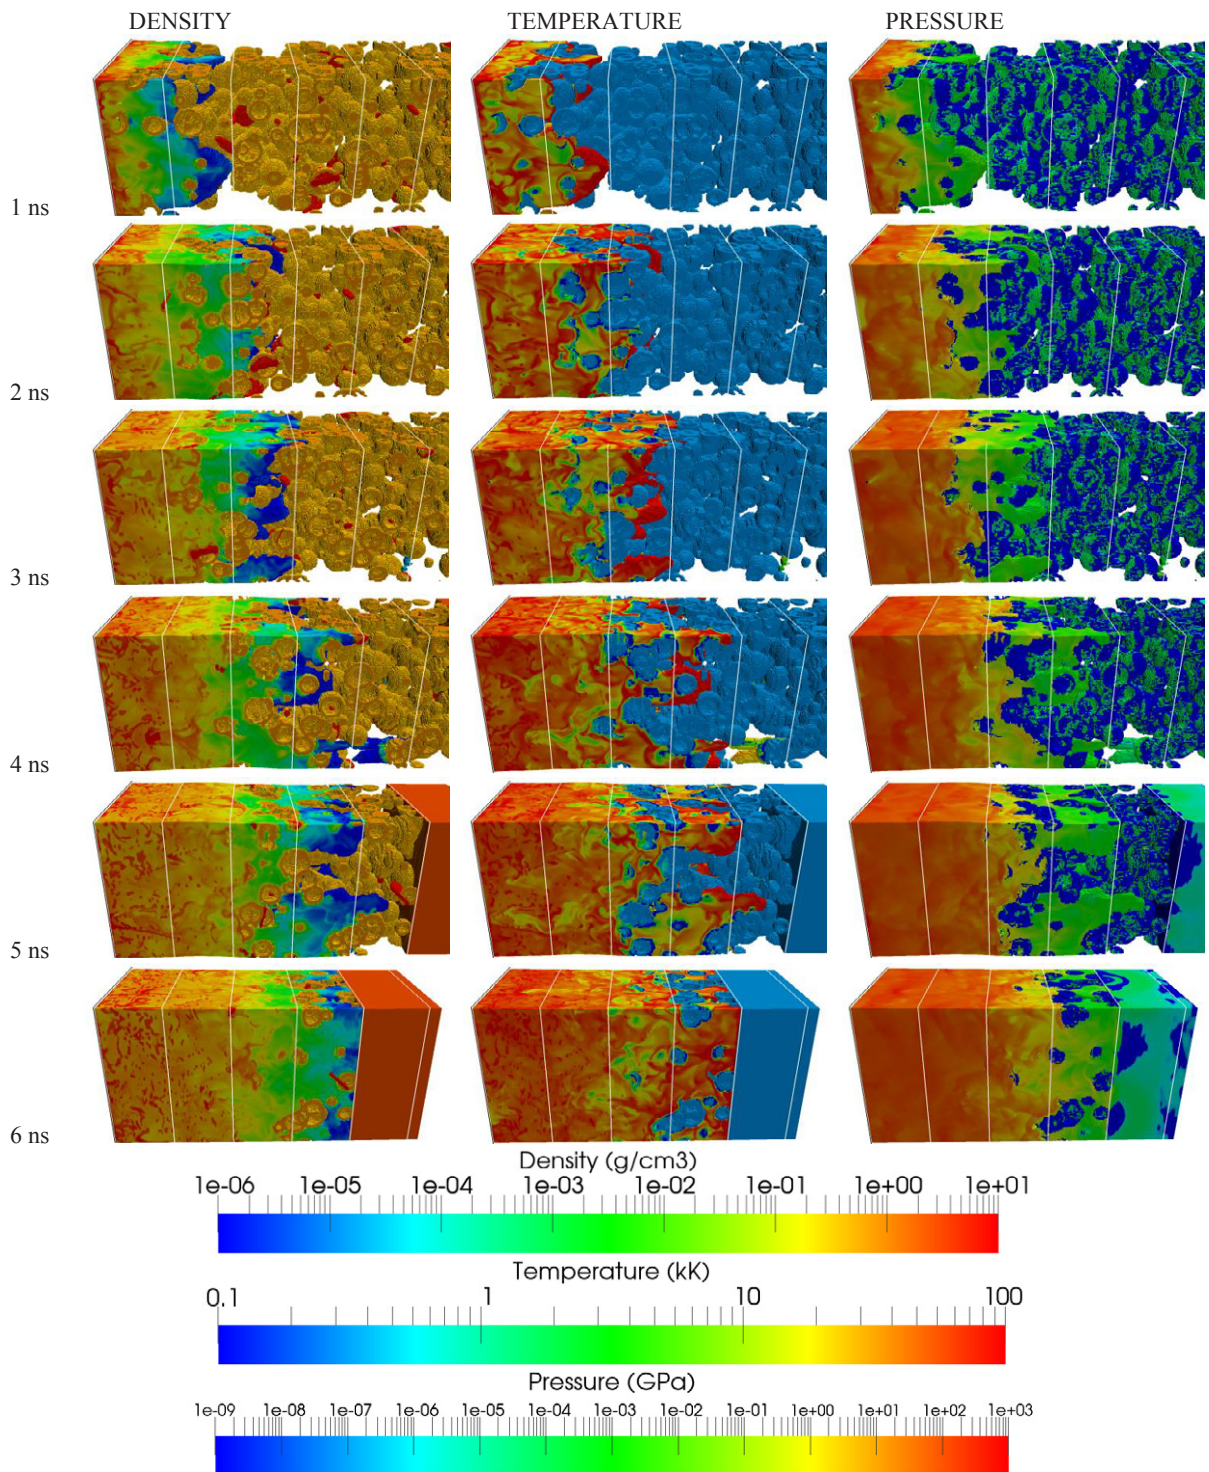 DENSITY TEMPERATURE PRESSURE
1 ns
2 ns
3 ns
4 ns
5 ns
6 ns
Density (g/cm3)
1e-06 1e-05 1e-04 1e-03 1e-02 1e-01 1e+00 1e+01
Temperature (kK)
0.1 1 10 100
Pressure (GPa)
1e-09 1e-08 1e-07 1e-06 1e-05 1e-04 1e-03 1e-02 1e-01 1e+00 1e+01 1e+02 1e+03